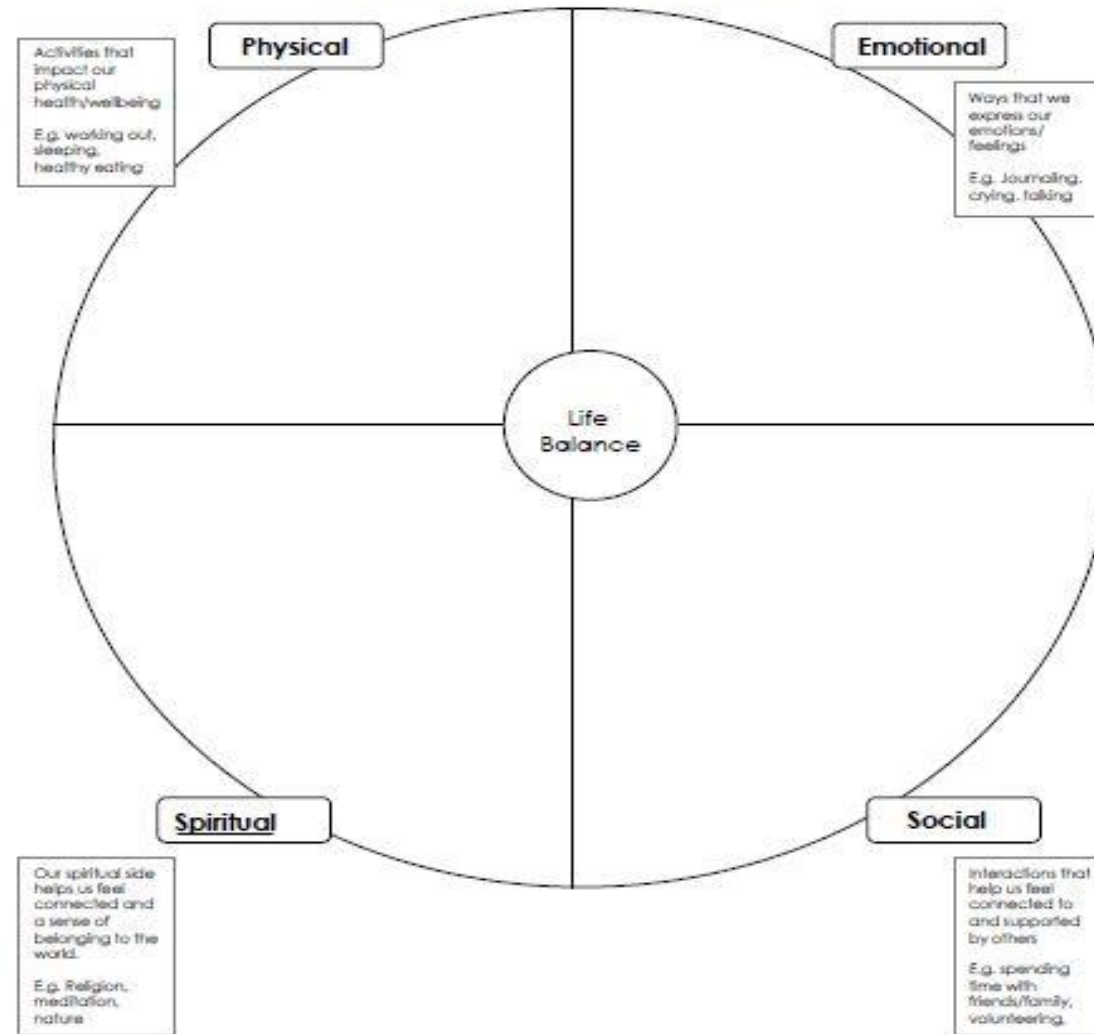 Physical
Emotional
Activities that
impact our
physical
health/wellbeing
E.g. working out,
sleeping,
healthy eating
Ways that we
express our
emotions/
feelings
E.g. Journaling,
crying, talking
Life
Balance
Spiritual
Social
Our spiritual side
helps us feel
connected and
a sense of
belonging to the
world.
E.g. Religion,
meditation,
nature
Interactions that
help us feel
connected to
and supported
by others
E.g. spending
time with
friends/family,
volunteering,